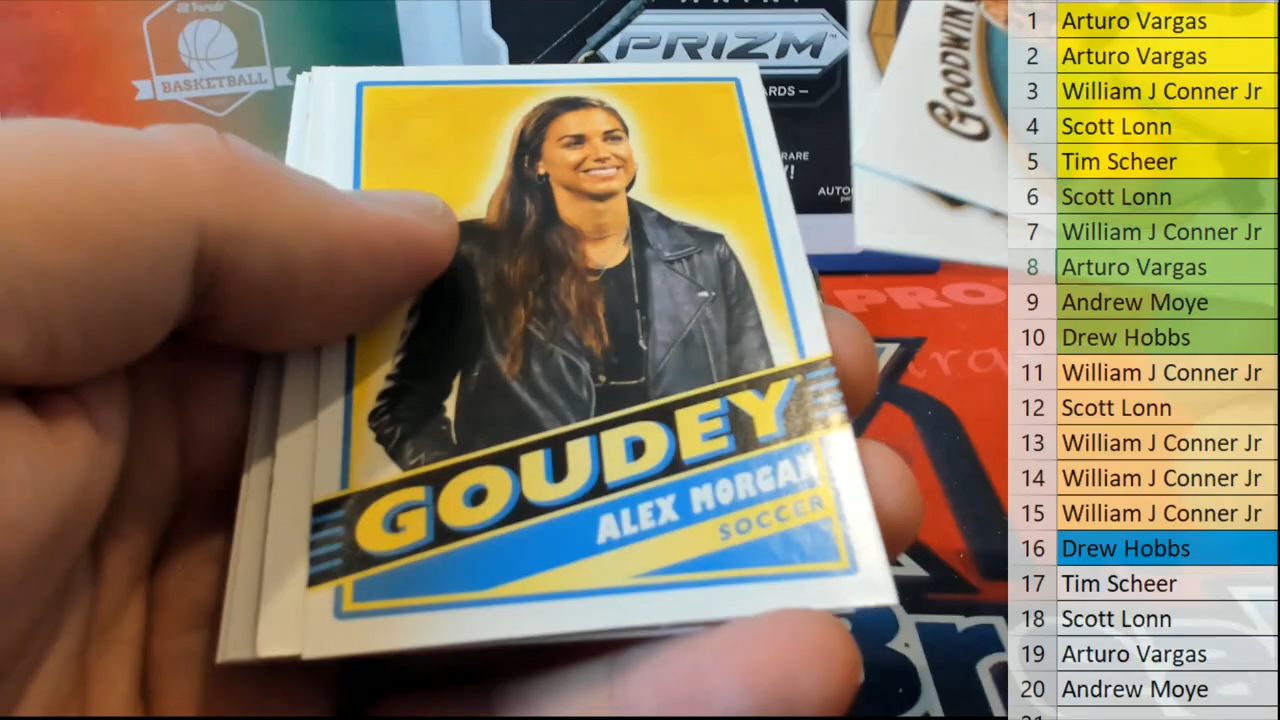 BASKETBALL
PRIZM
GOODWIN
RARE
GOUDEY
ALEX MORGAN
SOCCER
PRO
1 Arturo Vargas
2 Arturo Vargas
3 William J Conner Jr
4 Scott Lonn
5 Tim Scheer
6 Scott Lonn
7 William J Conner Jr
8 Arturo Vargas
9 Andrew Moye
10 Drew Hobbs
11 William J Conner Jr
12 Scott Lonn
13 William J Conner Jr
14 William J Conner Jr
15 William J Conner Jr
16 Drew Hobbs
17 Tim Scheer
18 Scott Lonn
19 Arturo Vargas
20 Andrew Moye